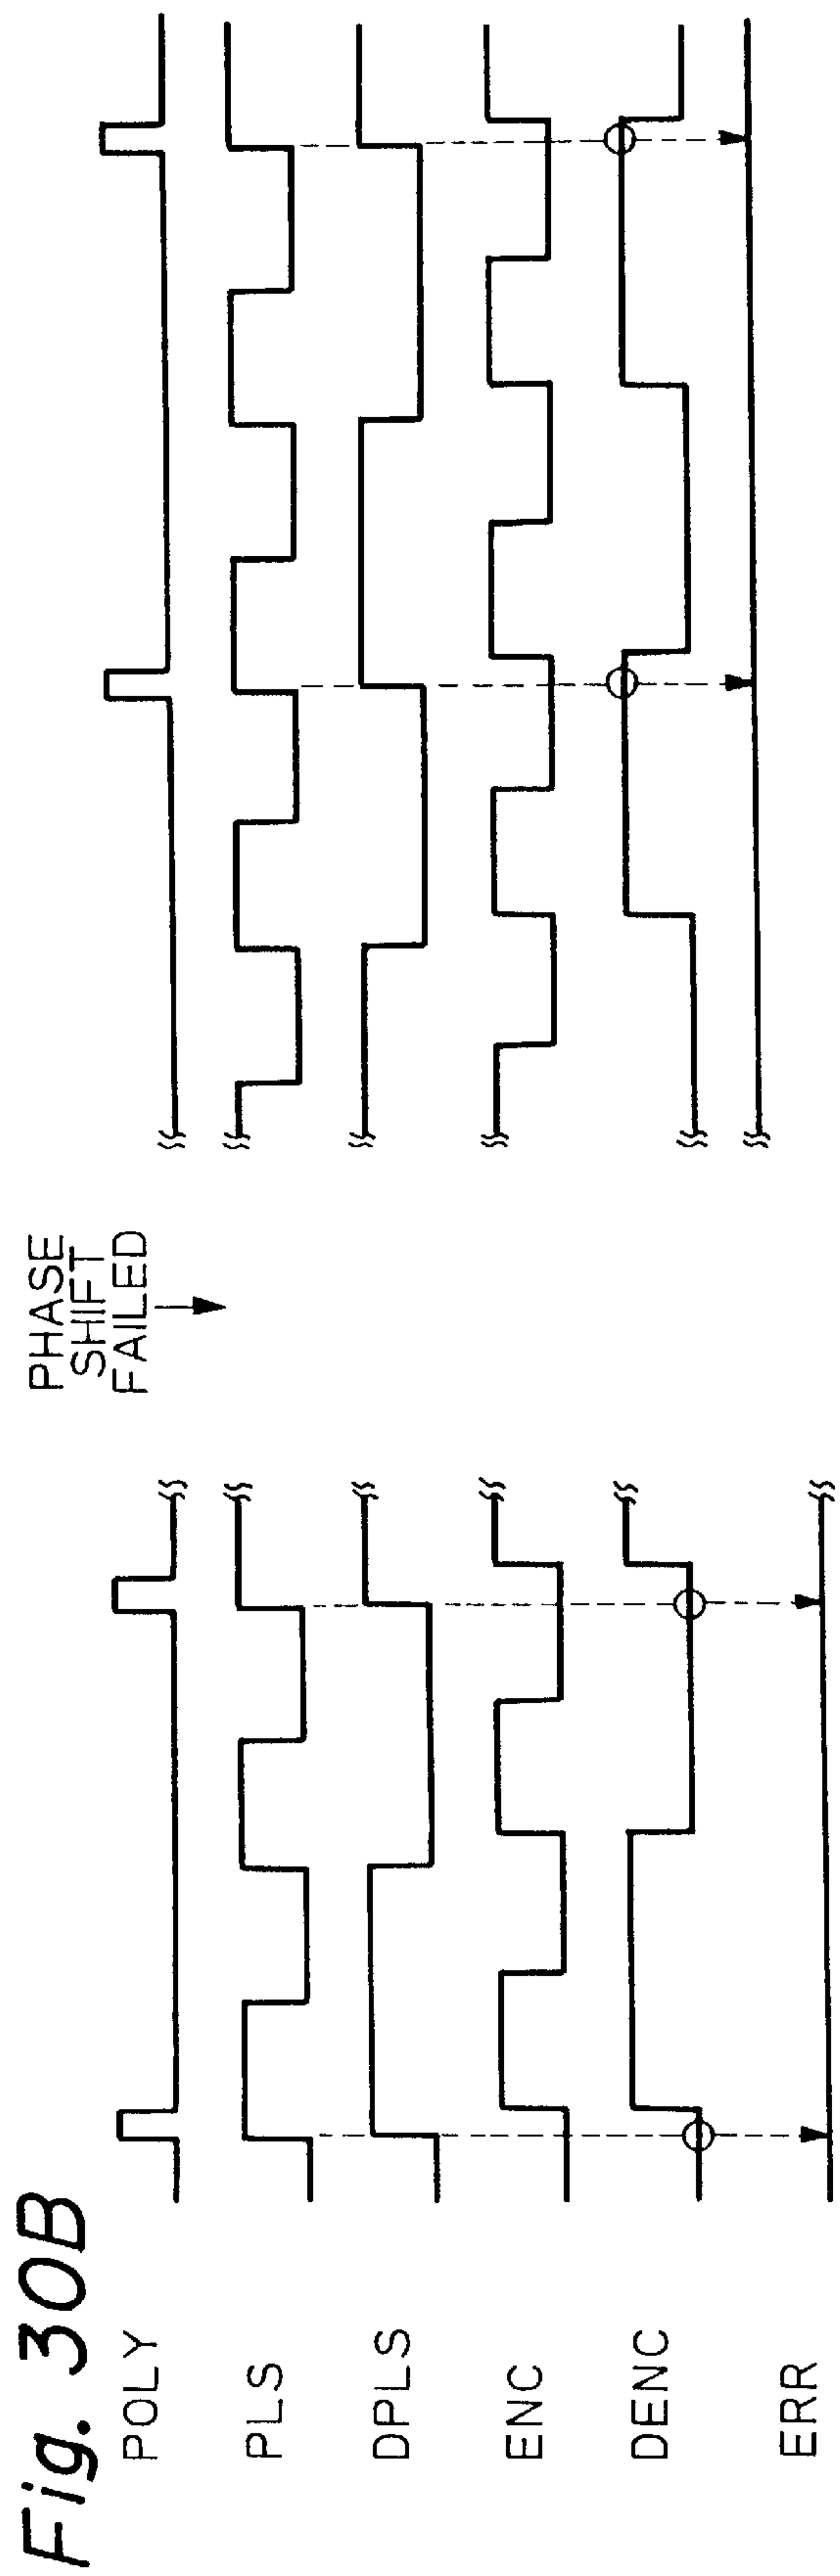 Fig. 30B
PHASE
SHIFT
FAILED
POLY
PLS
DPLS
ENC
DENC
ERR